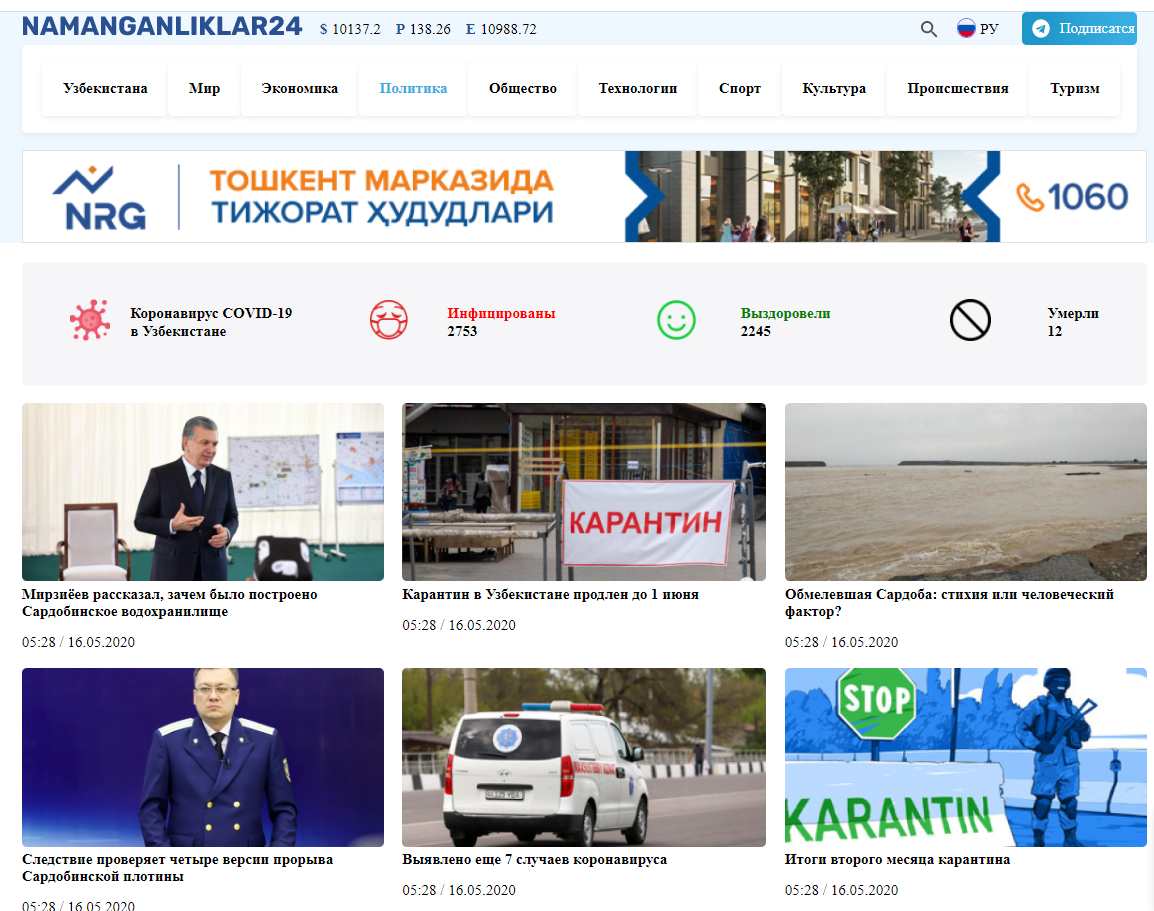 NAMANGANLIKLAR24 $ 10137.2 P 138.26 E 10988.72 РУ Подписатся
Узбекистана Мир Экономика Политика Общество Технологии Спорт Культура Происшествия Туризм
NRG ТОШКЕНТ МАРКАЗИДА
ТИЖОРАТ ҲУДУДЛАРИ 1060
Коронавирус COVID-19
в Узбекистане
Инфицированы
2753
Выздоровели
2245
Умерли
12
КАРАНТИН
Мирзиёев рассказал, зачем было построено
Сардобинское водохранилище
05:28 / 16.05.2020
Карантин в Узбекистане продлен до 1 июня
05:28 / 16.05.2020
Обмелевшая Сардоба: стихия или человеческий
фактор?
05:28 / 16.05.2020
STOP
KARANTIN
Следствие проверяет четыре версии прорыва
Сардобинской плотины
05:28 / 16.05.2020
Выявлено еще 7 случаев коронавируса
05:28 / 16.05.2020
Итоги второго месяца карантина
05:28 / 16.05.2020